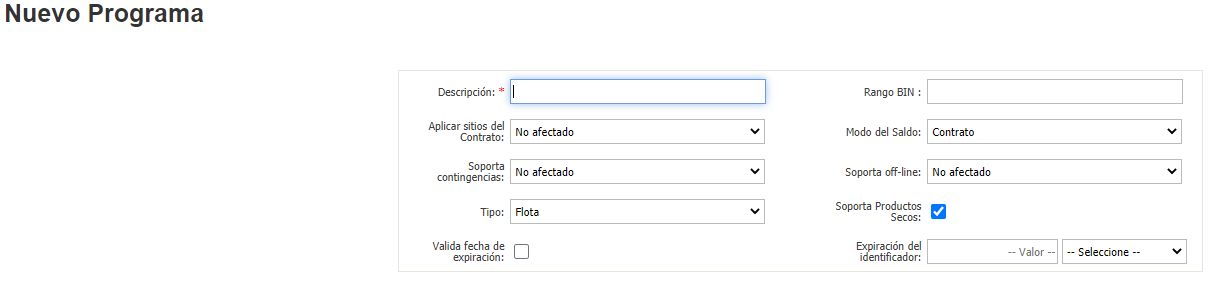 Nuevo Programa
Descripción: *
Rango BIN :
Aplicar sitios del
Contrato:
No afectado
Modo del Saldo:
Contrato
Soporta
contingencias:
No afectado
Soporta off-line:
No afectado
Tipo:
Flota
Soporta Productos
Secos:
Valida fecha de
expiración:
Expiración del
identificador:
-- Valor --
-- Seleccione --